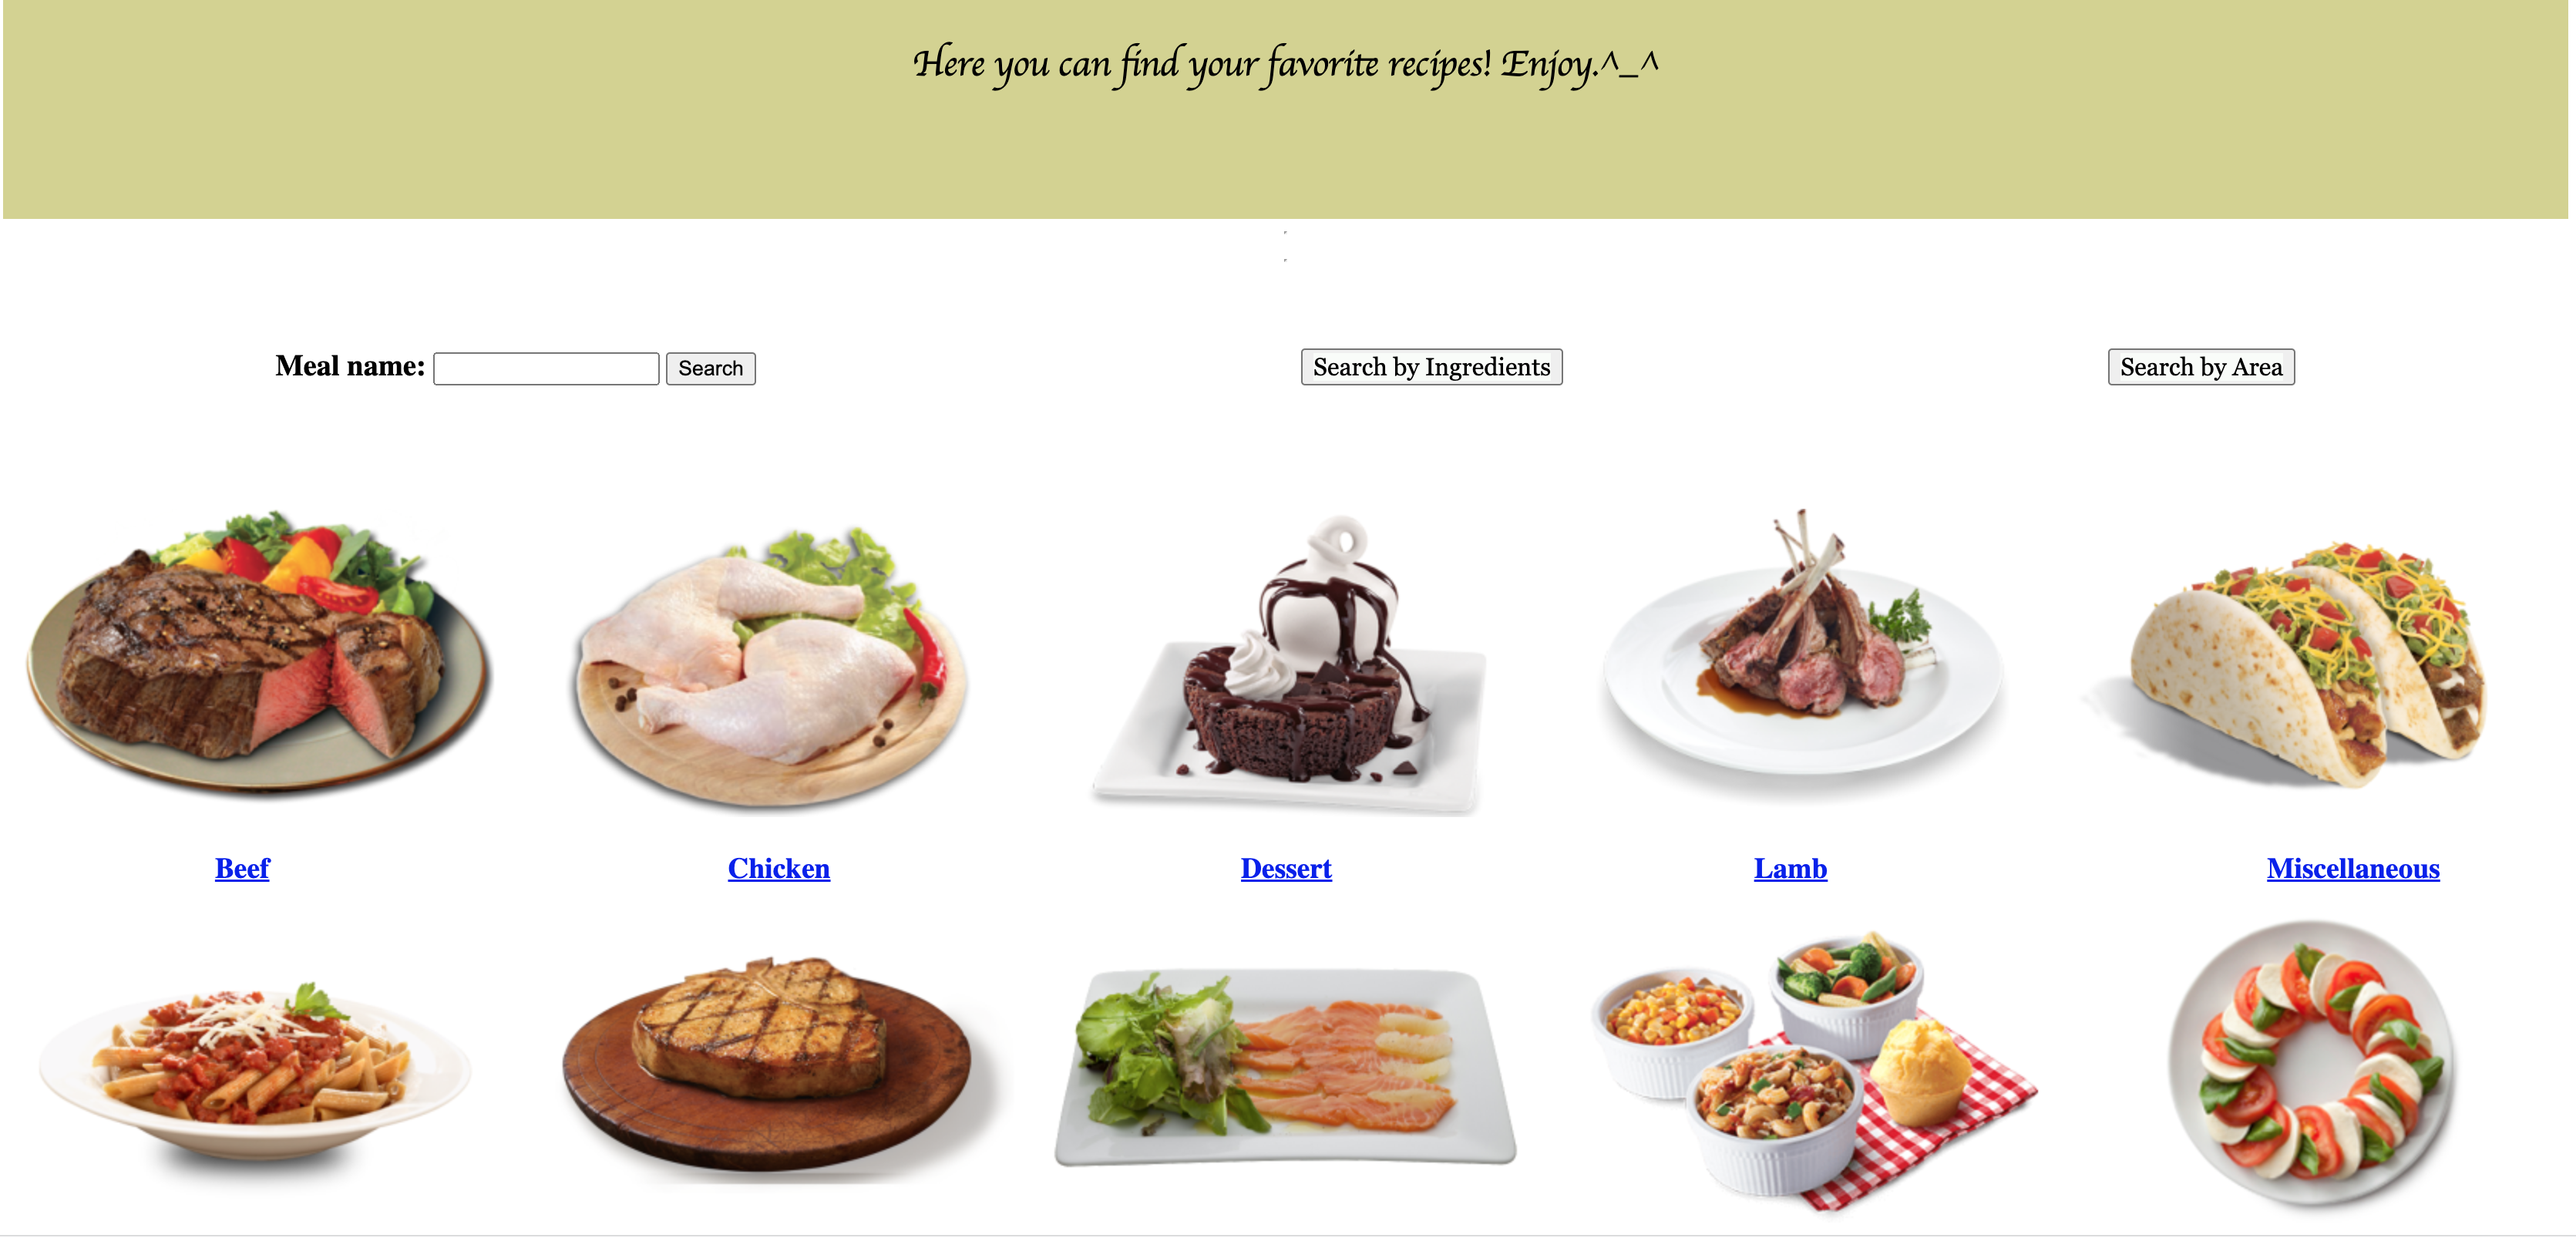 Here you can find your favorite recipes! Enjoy.^_^
Meal name: Search Search by Ingredients Search by Area
Beef Chicken Dessert Lamb Miscellaneous